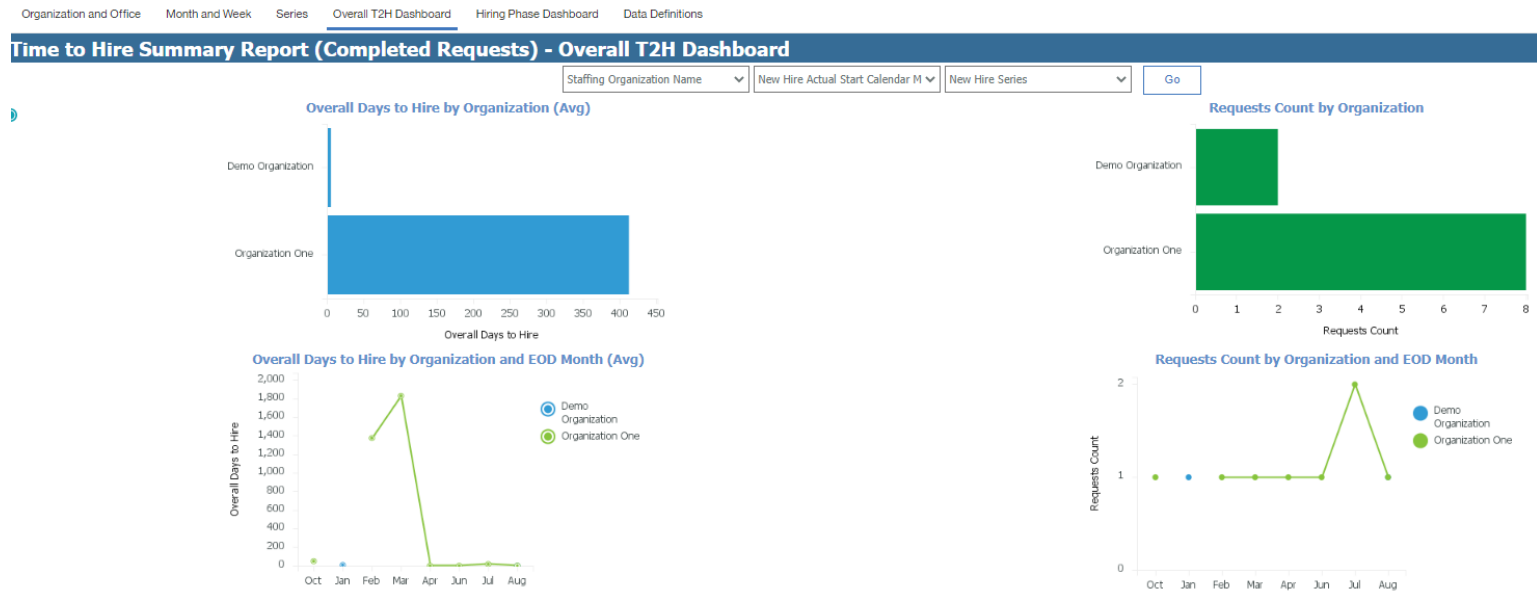 Organization and Office Month and Week Series Overall T2H Dashboard Hiring Phase Dashboard Data Definitions
Time to Hire Summary Report (Completed Requests) - Overall T2H Dashboard
Staffing Organization Name New Hire Actual Start Calendar M New Hire Series Go
Overall Days to Hire by Organization (Avg)
Demo Organization
Organization One
0 50 100 150 200 250 300 350 400 450
Overall Days to Hire
Requests Count by Organization
Demo Organization
Organization One
0 1 2 3 4 5 6 7 8
Requests Count
Overall Days to Hire by Organization and EOD Month (Avg)
Overall Days to Hire
2,000
1,800
1,600
1,400
1,200
1,000
800
600
400
200
0
Oct Jan Feb Mar Apr Jun Jul Aug
Demo
Organization
Organization One
Requests Count by Organization and EOD Month
Requests Count
2
1
0
Oct Jan Feb Mar Apr Jun Jul Aug
Demo
Organization
Organization One